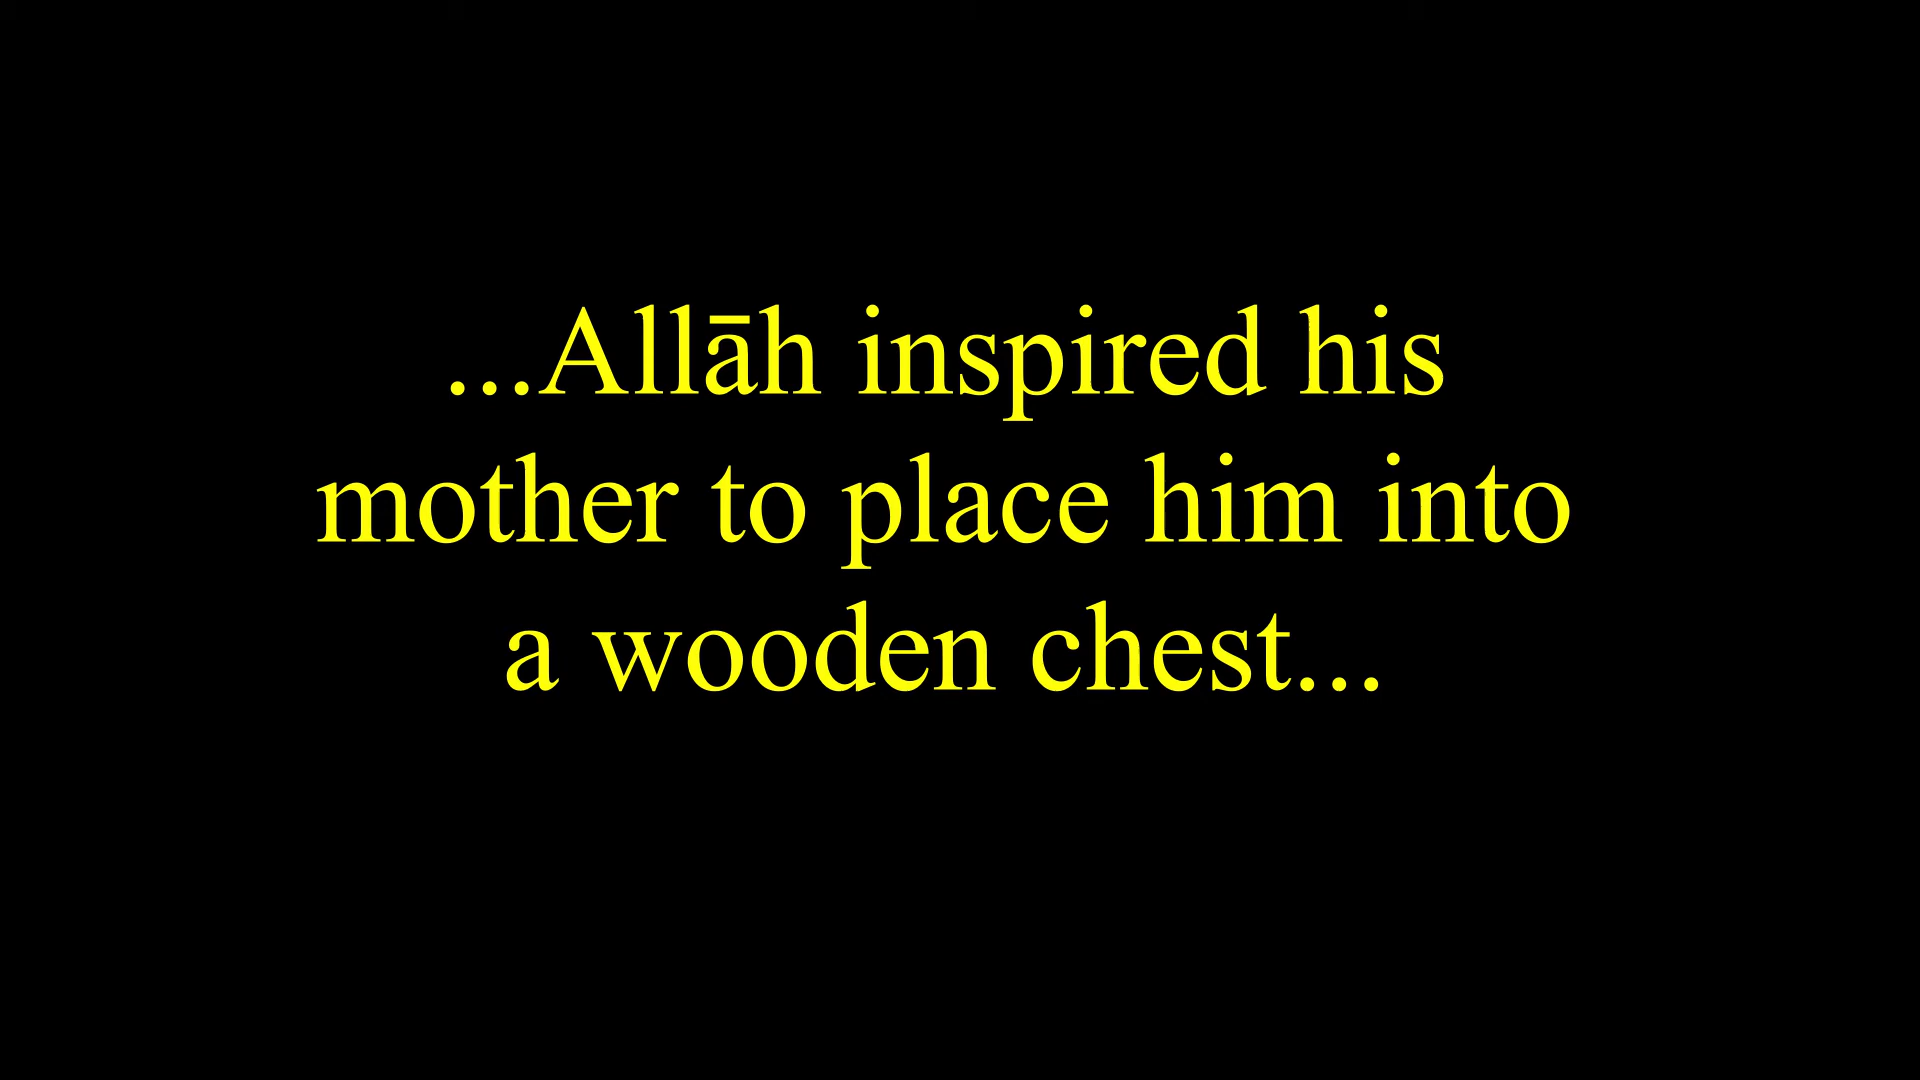 ...Allāh inspired his
mother to place him into
a wooden chest...